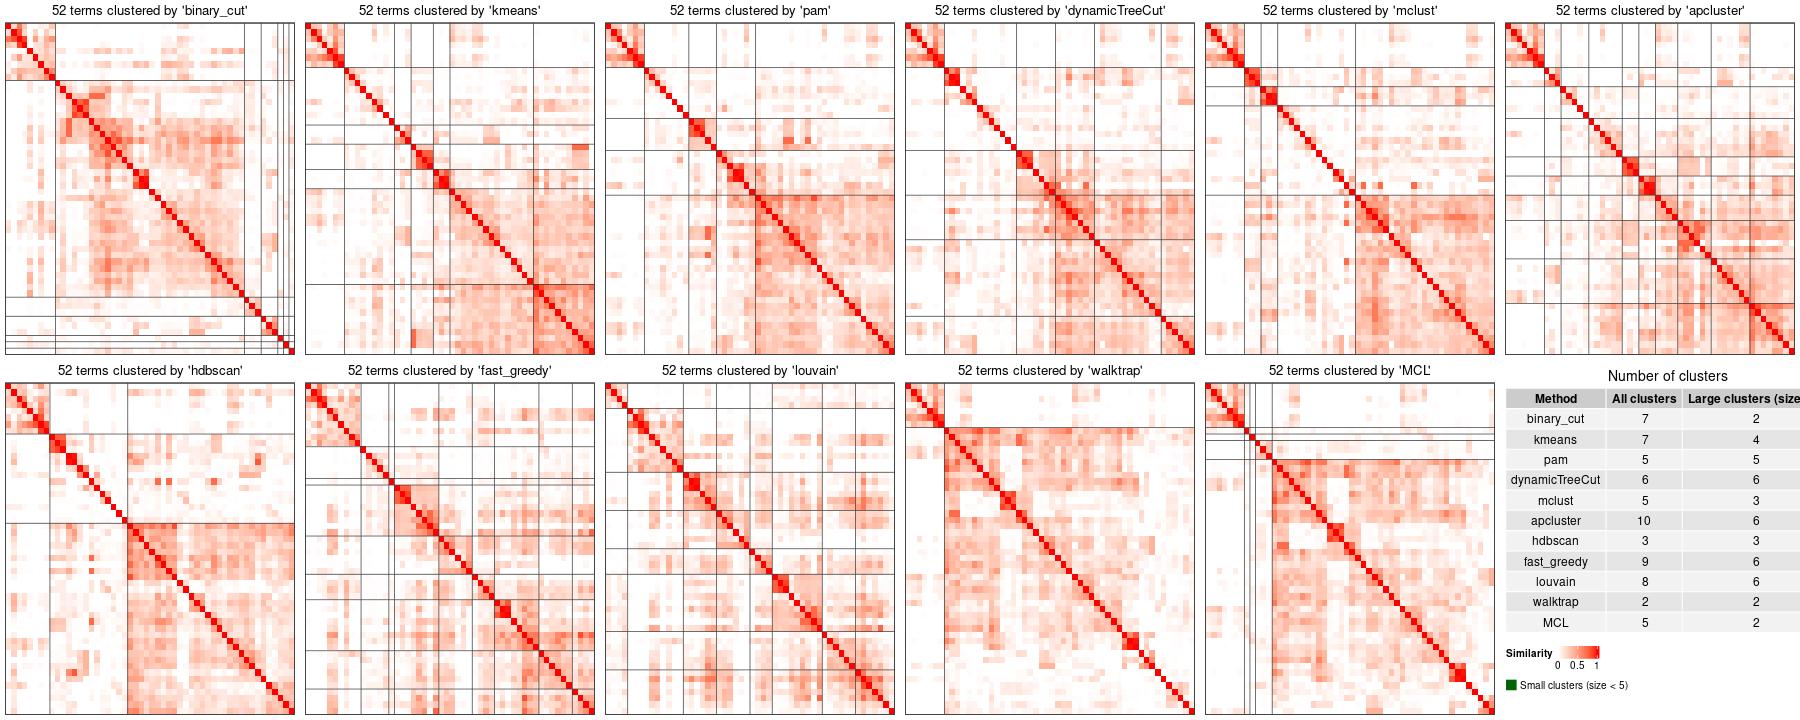 52 terms clustered by 'binary_cut'
52 terms clustered by 'kmeans'
52 terms clustered by 'pam'
52 terms clustered by 'dynamicTreeCut'
52 terms clustered by 'mclust'
52 terms clustered by 'apcluster'
52 terms clustered by 'hdbscan'
52 terms clustered by 'fast_greedy'
52 terms clustered by 'louvain'
52 terms clustered by 'walktrap'
52 terms clustered by 'MCL'
Number of clusters
Method All clusters Large clusters (size
binary_cut 7 2
kmeans 7 4
pam 5 5
dynamicTreeCut 6 6
mclust 5 3
apcluster 10 6
hdbscan 3 3
fast_greedy 9 6
louvain 8 6
walktrap 2 2
MCL 5 2
Similarity
0 0.5 1
Small clusters (size < 5)